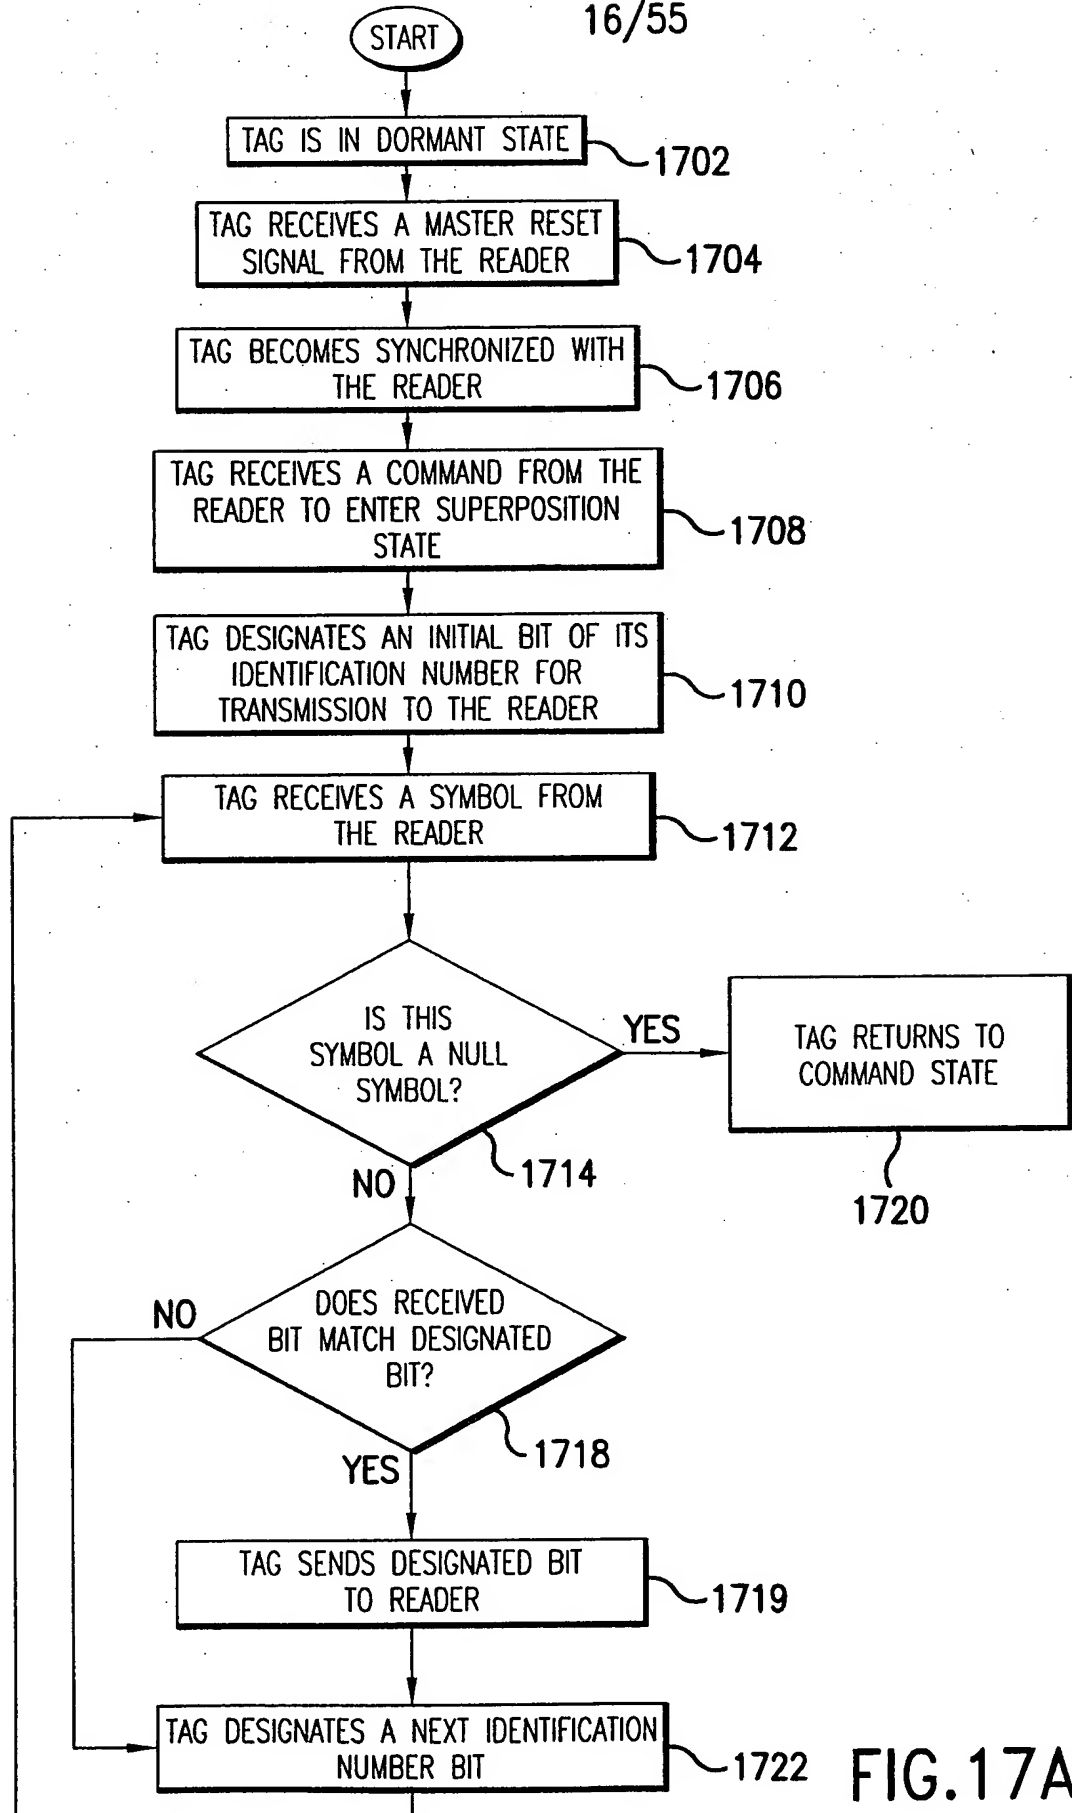 16/55
START
TAG IS IN DORMANT STATE
1702
TAG RECEIVES A MASTER RESET
SIGNAL FROM THE READER
1704
TAG BECOMES SYNCHRONIZED WITH
THE READER
1706
TAG RECEIVES A COMMAND FROM THE
READER TO ENTER SUPERPOSITION
STATE
1708
TAG DESIGNATES AN INITIAL BIT OF ITS
IDENTIFICATION NUMBER FOR
TRANSMISSION TO THE READER
1710
TAG RECEIVES A SYMBOL FROM
THE READER
1712
IS THIS
SYMBOL A NULL
SYMBOL?
1714
YES
TAG RETURNS TO
COMMAND STATE
1720
NO
DOES RECEIVED
BIT MATCH DESIGNATED
BIT?
1718
NO
YES
TAG SENDS DESIGNATED BIT
TO READER
1719
TAG DESIGNATES A NEXT IDENTIFICATION
NUMBER BIT
1722
FIG.17A